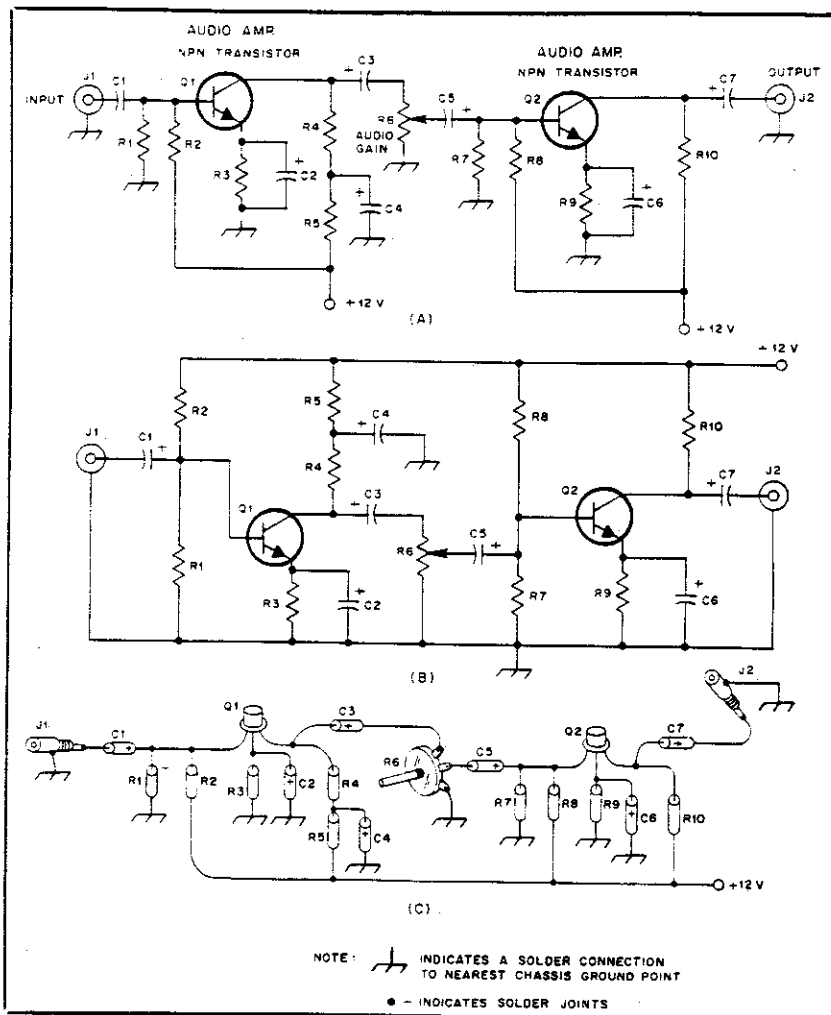 AUDIO AMP.
NPN TRANSISTOR
AUDIO AMP.
NPN TRANSISTOR
INPUT
J1
C1
Q1
C3
+
R1
R2
R3
+
C2
R4
R5
+
C4
R6
AUDIO
GAIN
C5
+
R7
R8
Q2
R9
+
C6
R10
C7
+
OUTPUT
J2
+12 V
+12 V
(A)
+12 V
J1
C1
+
R2
R1
Q1
R3
+
C2
R5
R4
+
C4
C3
+
R6
C5
+
R8
R7
Q2
R9
+
C6
R10
C7
+
J2
(B)
J1
C1
+
R1
R2
Q1
R3
+
C2
C3
+
R4
R5
+
C4
R6
C5
+
R7
R8
Q2
R9
+
C6
R10
C7
+
J2
+12 V
(C)
NOTE: INDICATES A SOLDER CONNECTION
TO NEAREST CHASSIS GROUND POINT
● - INDICATES SOLDER JOINTS